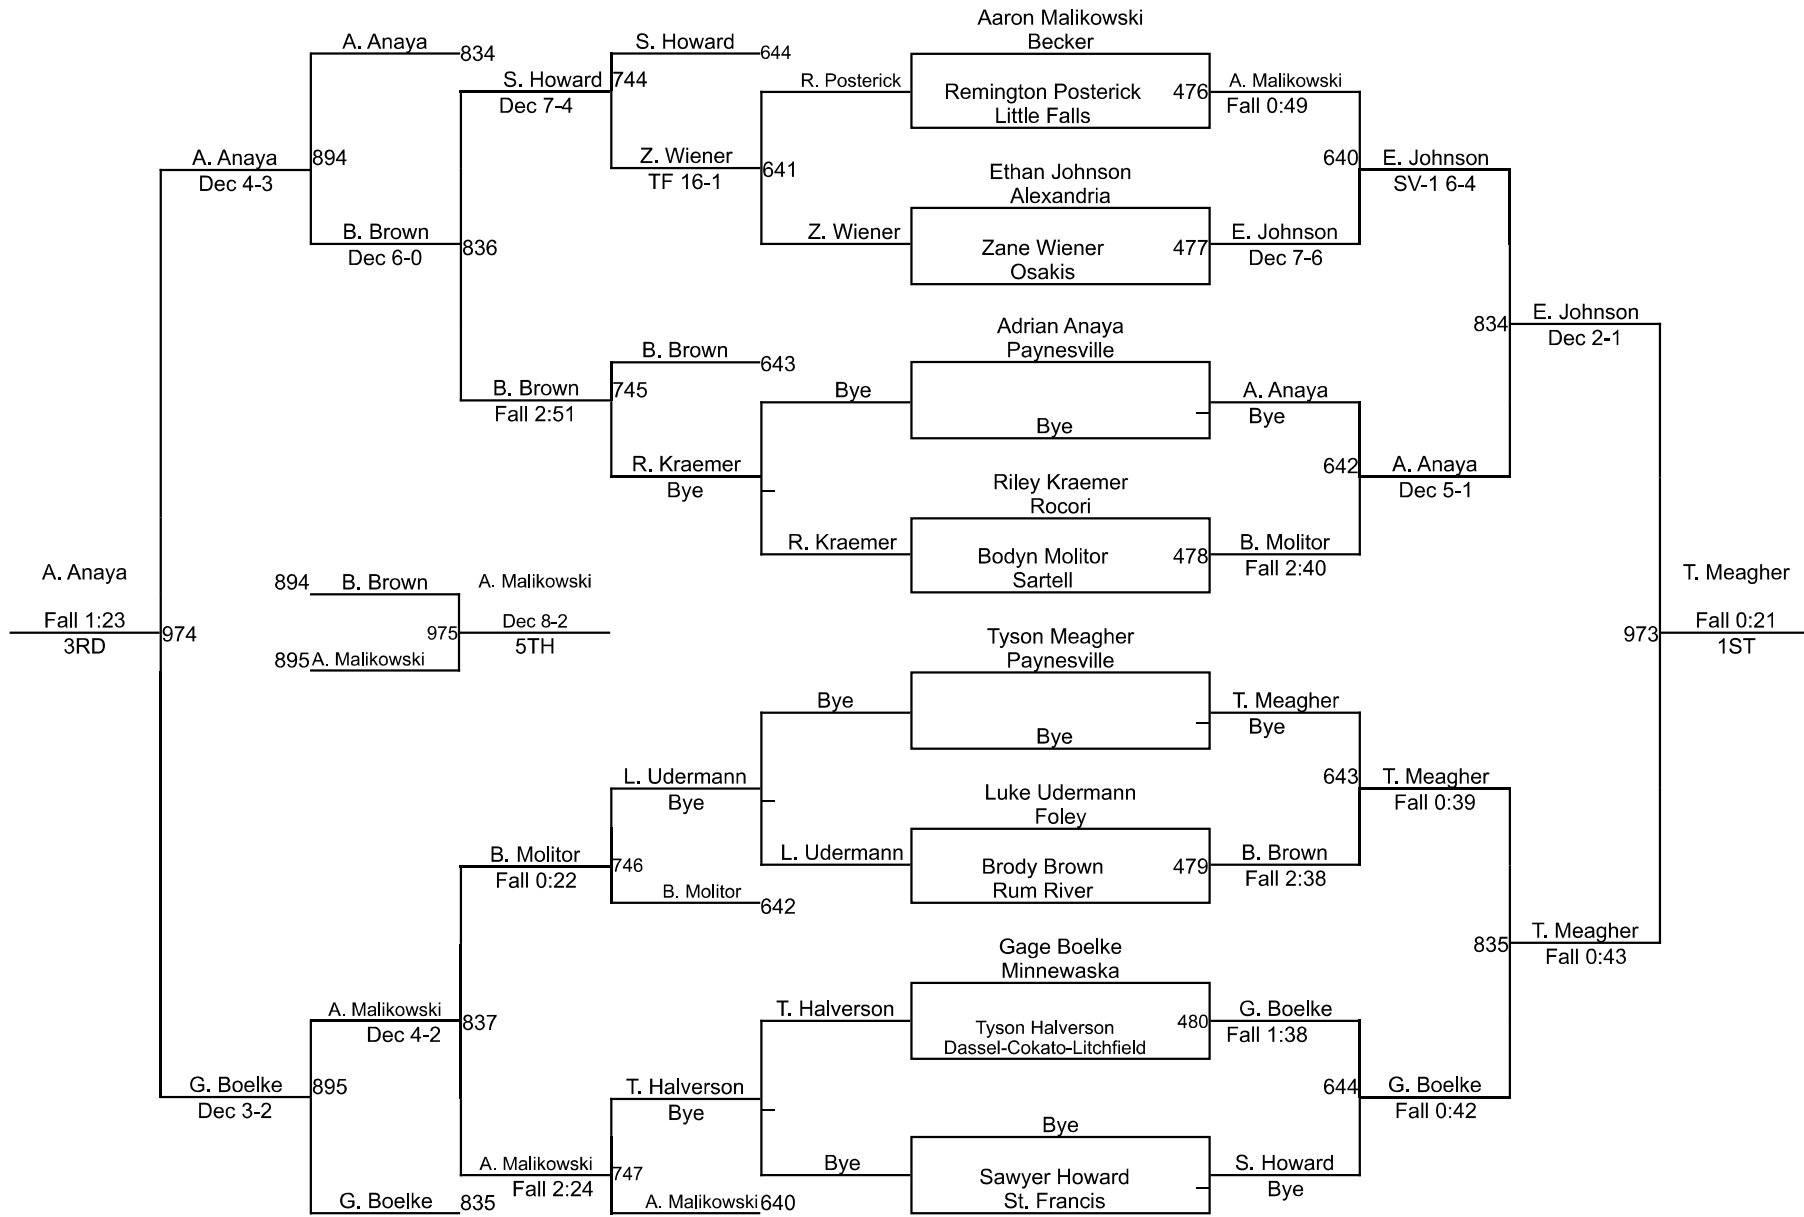 Aaron Malikowski
Becker
A. Anaya
834
S. Howard
644
S. Howard
744
Dec 7-4
R. Posterick
Remington Posterick
476
Little Falls
A. Malikowski
Fall 0:49
A. Anaya
894
Dec 4-3
Z. Wiener
641
TF 16-1
Ethan Johnson
Alexandria
640
E. Johnson
SV-1 6-4
B. Brown
836
Dec 6-0
Z. Wiener
Zane Wiener
477
Osakis
E. Johnson
Dec 7-6
Adrian Anaya
Paynesville
834
E. Johnson
Dec 2-1
B. Brown
643
B. Brown
745
Fall 2:51
Bye
Bye
A. Anaya
Bye
R. Kraemer
Bye
Riley Kraemer
Rocori
642
A. Anaya
Dec 5-1
R. Kraemer
Bodyn Molitor
478
Sartell
B. Molitor
Fall 2:40
A. Anaya
Fall 1:23
3RD
974
894
B. Brown
895
A. Malikowski
975
A. Malikowski
Dec 8-2
5TH
T. Meagher
Fall 0:21
1ST
973
Tyson Meagher
Paynesville
Bye
Bye
T. Meagher
Bye
L. Udermann
Bye
Luke Udermann
Foley
643
T. Meagher
Fall 0:39
B. Molitor
746
Fall 0:22
L. Udermann
Brody Brown
479
Rum River
B. Brown
Fall 2:38
B. Molitor
642
Gage Boelke
Minnewaska
835
T. Meagher
Fall 0:43
A. Malikowski
837
Dec 4-2
T. Halverson
Tyson Halverson
480
Dassel-Cokato-Litchfield
G. Boelke
Fall 1:38
G. Boelke
895
Dec 3-2
T. Halverson
Bye
Bye
644
G. Boelke
Fall 0:42
A. Malikowski
747
Fall 2:24
Bye
Sawyer Howard
St. Francis
S. Howard
Bye
G. Boelke
835
A. Malikowski
640